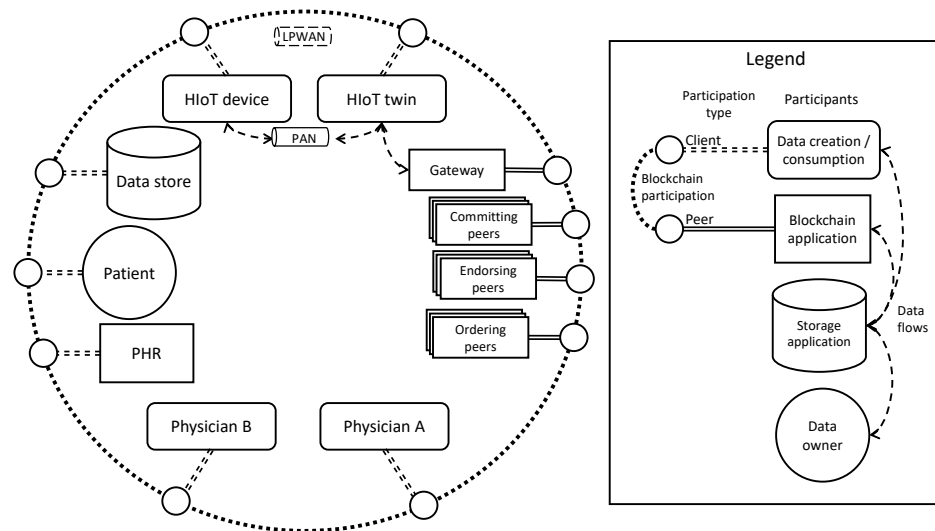 LPWAN
HIoT device
HIoT twin
PAN
Data store
Gateway
Committing
peers
Patient
Endorsing
peers
PHR
Ordering
peers
Physician B
Physician A
Legend
Participation
type
Participants
Client
Data creation /
consumption
Blockchain
participation
Peer
Blockchain
application
Storage
application
Data
flows
Data
owner